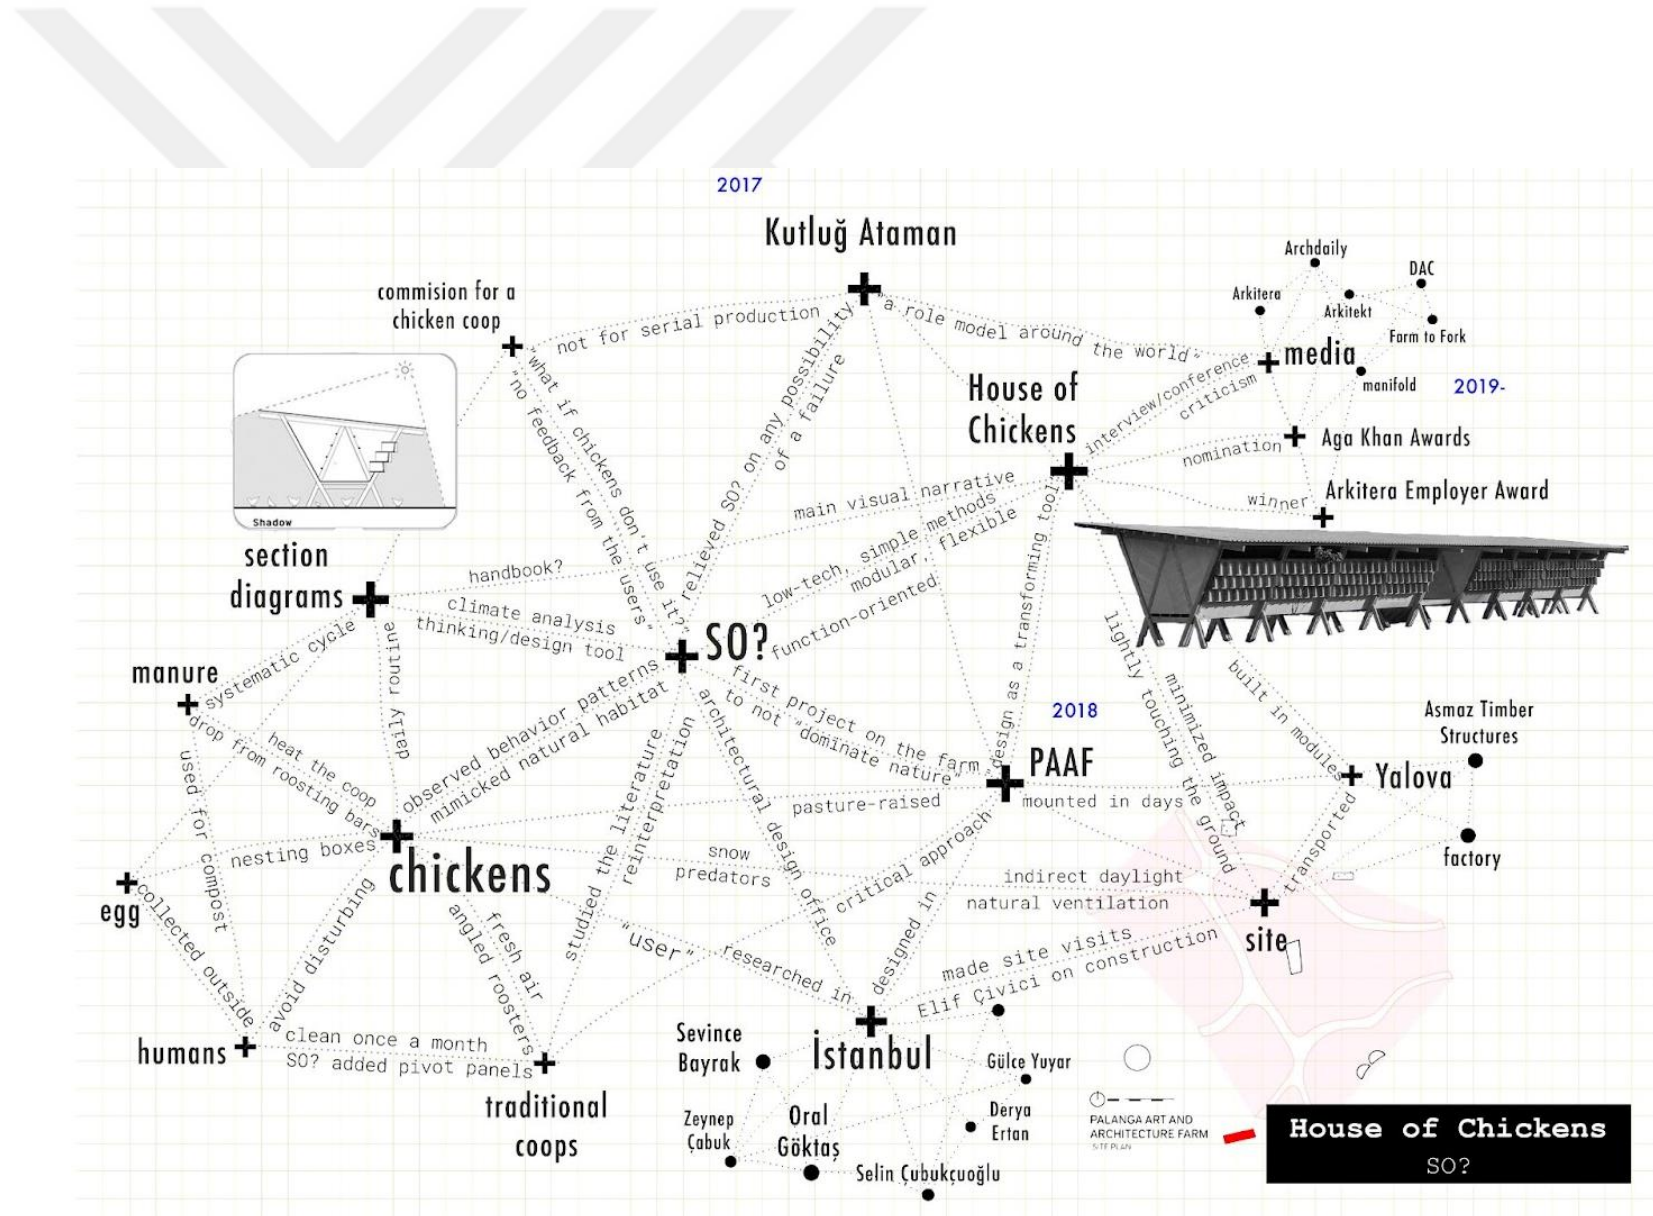 2017
Kutluğ Ataman
commision for a
chicken coop
not for serial production
"a role model around the world"
"what if chickens don't use it?"
"no feedback from the users"
relieved SO? on any possibility
of a failure
Archdaily
DAC
Arkitera
Arkitekt
Farm to Fork
media
manifold
2019-
House of
Chickens
interview/conference
criticism
nomination
Aga Khan Awards
winner
Arkitera Employer Award
Shadow
section
diagrams
handbook?
main visual narrative
climate analysis
thinking/design tool
low-tech, simple methods
modular, flexible
function-oriented
SO?
design as a transforming tool
lightly touching the ground
minimized impact
built in modules
manure
systematic cycle
daily routine
drop from roosting bars
heat the coop
used for compost
observed behavior patterns
mimicked natural habitat
first project on the farm
to not "dominate nature"
2018
PAAF
Asmaz Timber
Structures
Yalova
mounted in days
transported
factory
pasture-raised
architectural design office
studied the literature
reinterpretation
nesting boxes
chickens
snow
predators
indirect daylight
natural ventilation
critical approach
designed in
egg
collected outside
avoid disturbing
fresh air
angled roosters
"user"
researched in
made site visits
Elif Çivici on construction
site
humans
clean once a month
SO? added pivot panels
traditional
coops
İstanbul
Sevince
Bayrak
Gülce Yuyar
Zeynep
Çabuk
Oral
Göktaş
Derya
Ertan
Selin Çubukçuoğlu
PALANGA ART AND
ARCHITECTURE FARM
SITE PLAN
House of Chickens
SO?